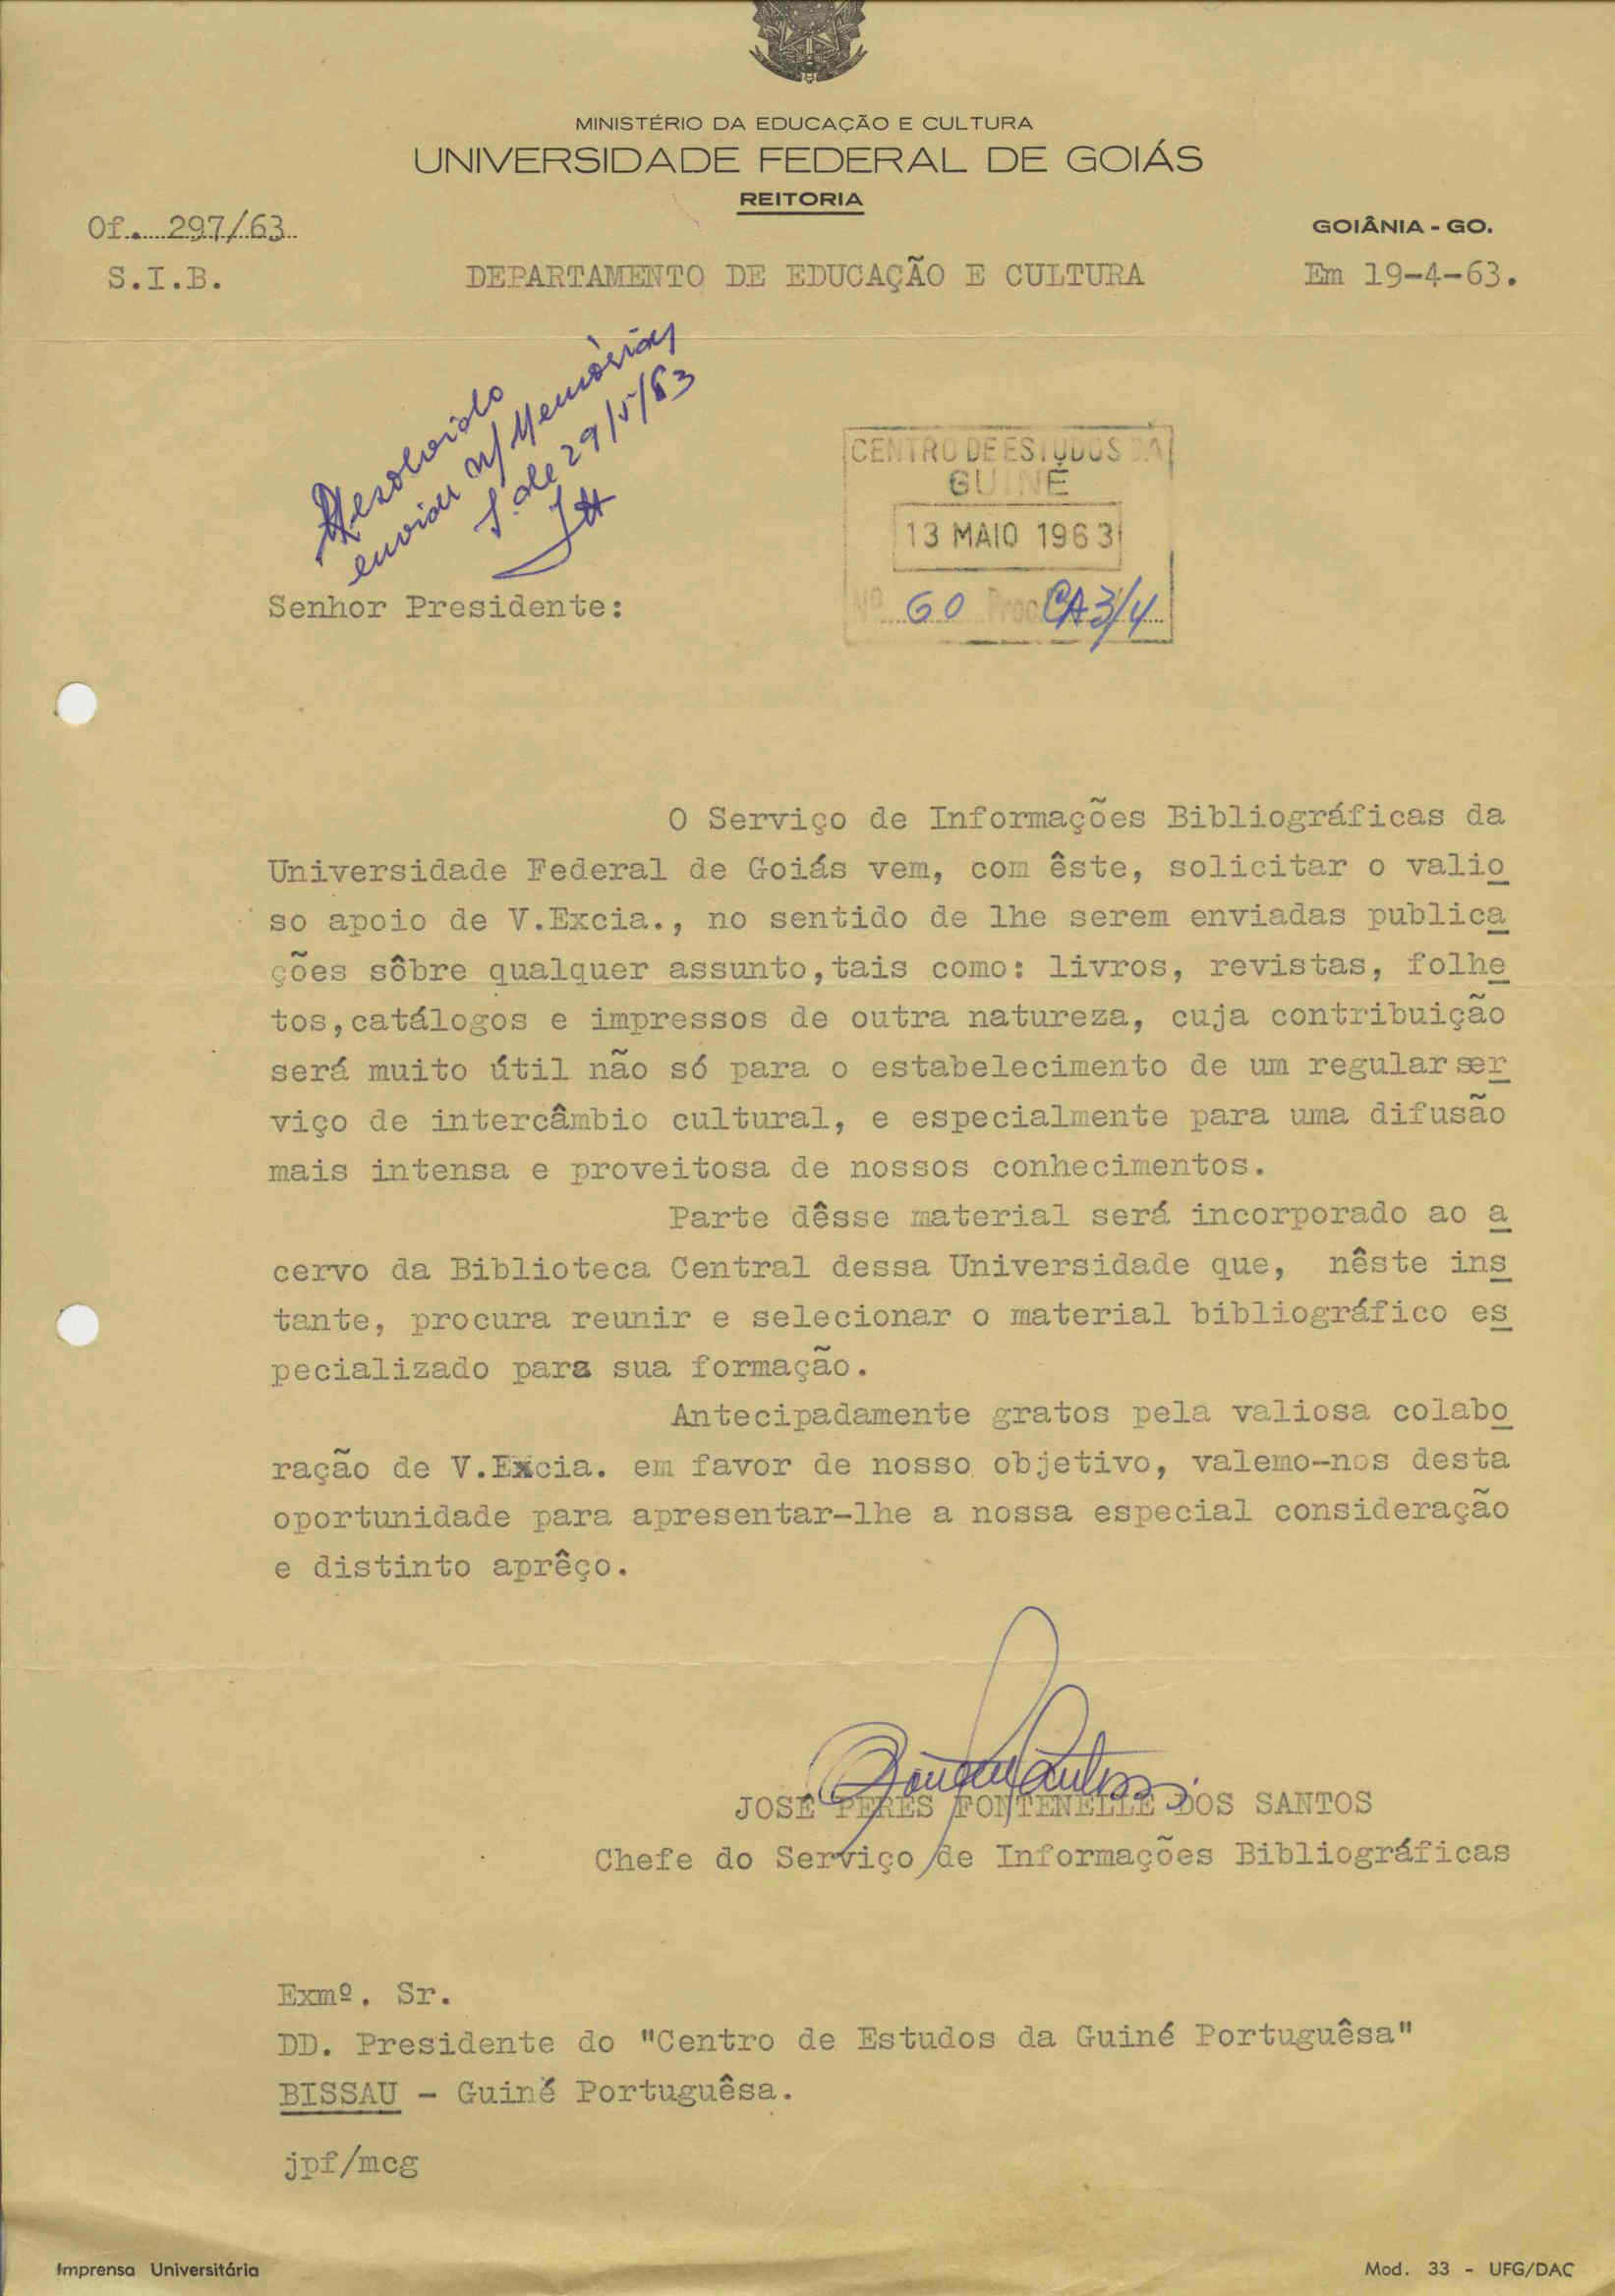 MINISTÉRIO DA EDUCAÇÃO E CULTURA
UNIVERSIDADE FEDERAL DE GOIÁS
REITORIA
Of. 297/63
GOIÂNIA - GO.
S.I.B.
DEPARTAMENTO DE EDUCAÇÃO E CULTURA
Em 19-4-63.
Resolvido
enviar n/ Memórias
S. de 29/5/63
CENTRO DE ESTUDOS DA
GUINÉ
13 MAIO 1963
Nº 60 Proc CA3/4
Senhor Presidente:
O Serviço de Informações Bibliográficas da
Universidade Federal de Goiás vem, com êste, solicitar o valio
so apoio de V.Excia., no sentido de lhe serem enviadas publica
ções sôbre qualquer assunto,tais como: livros, revistas, folhe
tos,catálogos e impressos de outra natureza, cuja contribuição
será muito útil não só para o estabelecimento de um regular ser
viço de intercâmbio cultural, e especialmente para uma difusão
mais intensa e proveitosa de nossos conhecimentos.
Parte dêsse material será incorporado ao a
cervo da Biblioteca Central dessa Universidade que, nêste ins
tante, procura reunir e selecionar o material bibliográfico es
pecializado para sua formação.
Antecipadamente gratos pela valiosa colabo
ração de V.Excia. em favor de nosso objetivo, valemo-nos desta
oportunidade para apresentar-lhe a nossa especial consideração
e distinto aprêço.
JOSÉ PERES FONTENELLE DOS SANTOS
Chefe do Serviço de Informações Bibliográficas
Exmº. Sr.
DD. Presidente do "Centro de Estudos da Guiné Portuguêsa"
BISSAU - Guiné Portuguêsa.
jpf/mcg
Imprensa Universitária
Mod. 33 - UFG/DAC